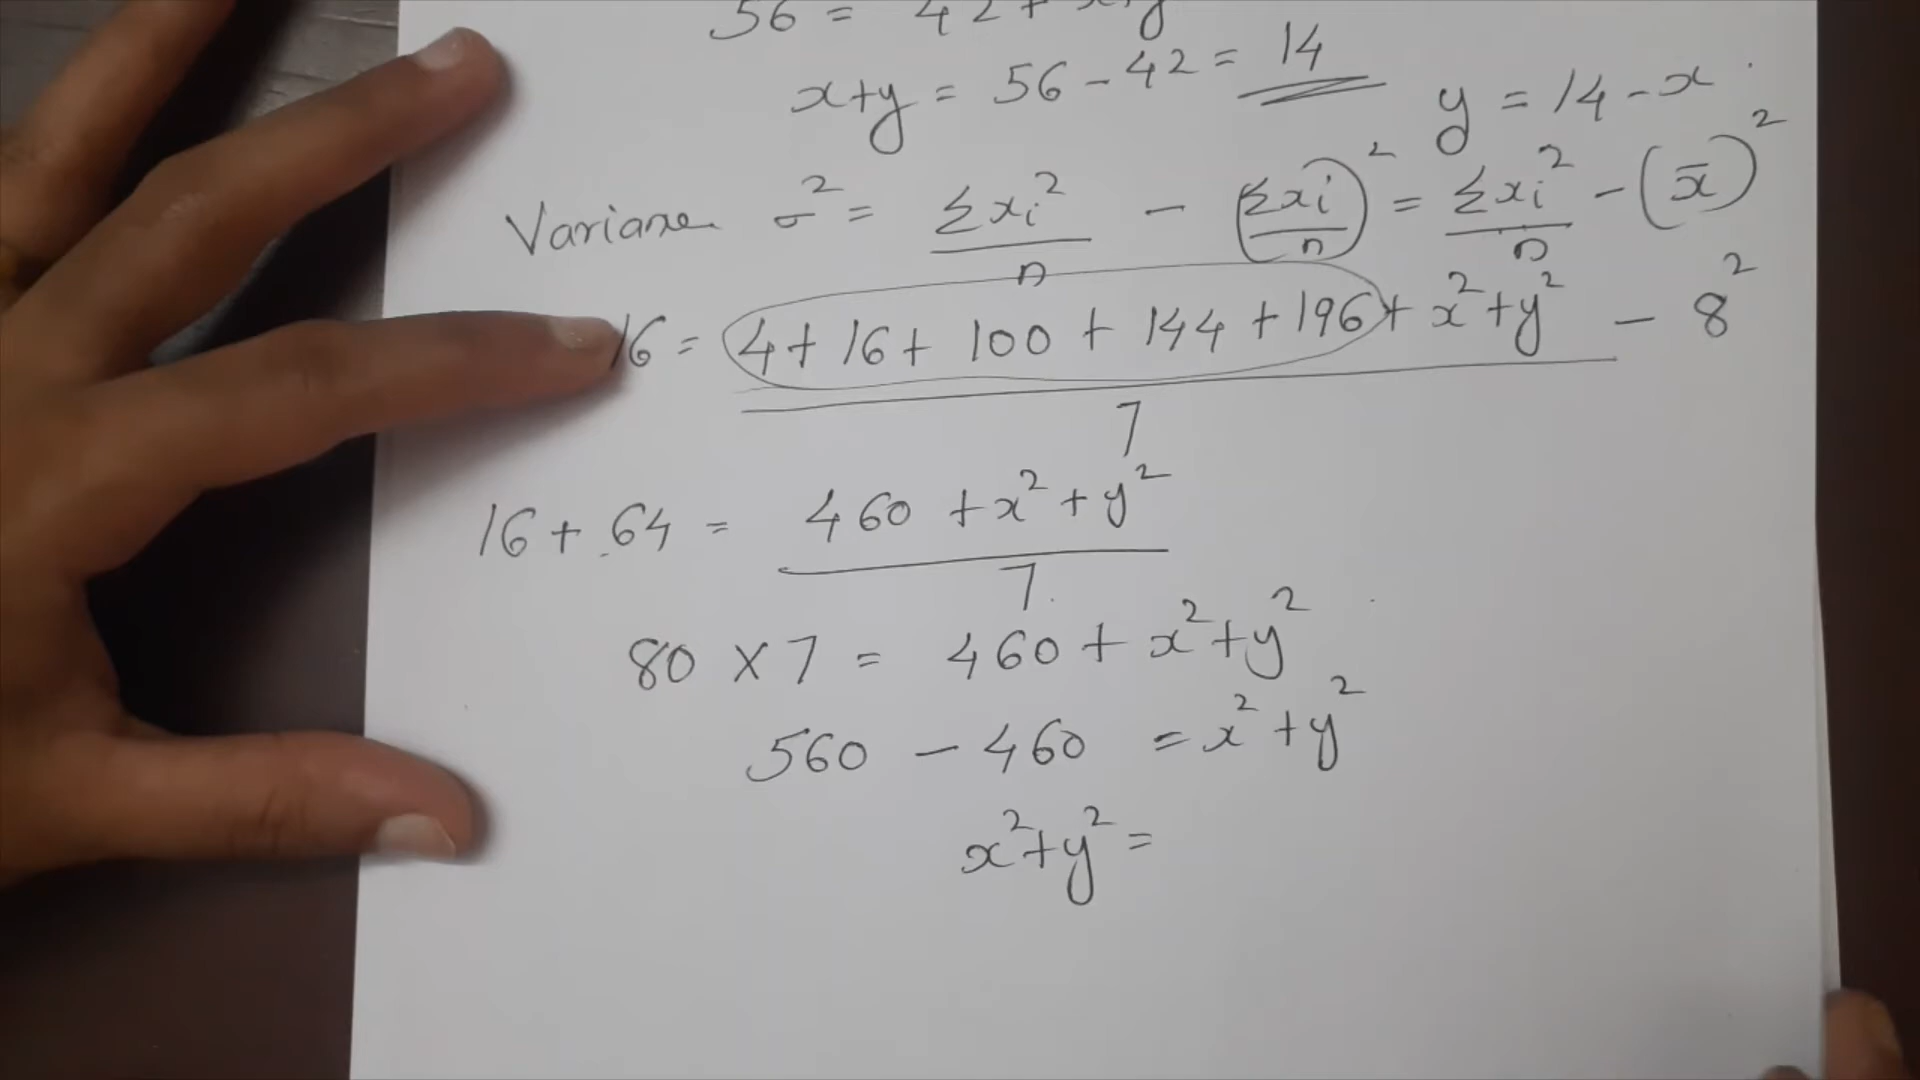 56 = 42 + x+y
x+y = 56 - 42 = 14
y = 14 - x
Variance σ² = Σxi²/n - (Σxi/n)² = Σxi²/n - (x̄)²
16 = 4 + 16 + 100 + 144 + 196 + x² + y² / 7 - 8²
16 + 64 = 460 + x² + y² / 7
80 × 7 = 460 + x² + y²
560 - 460 = x² + y²
x² + y² =